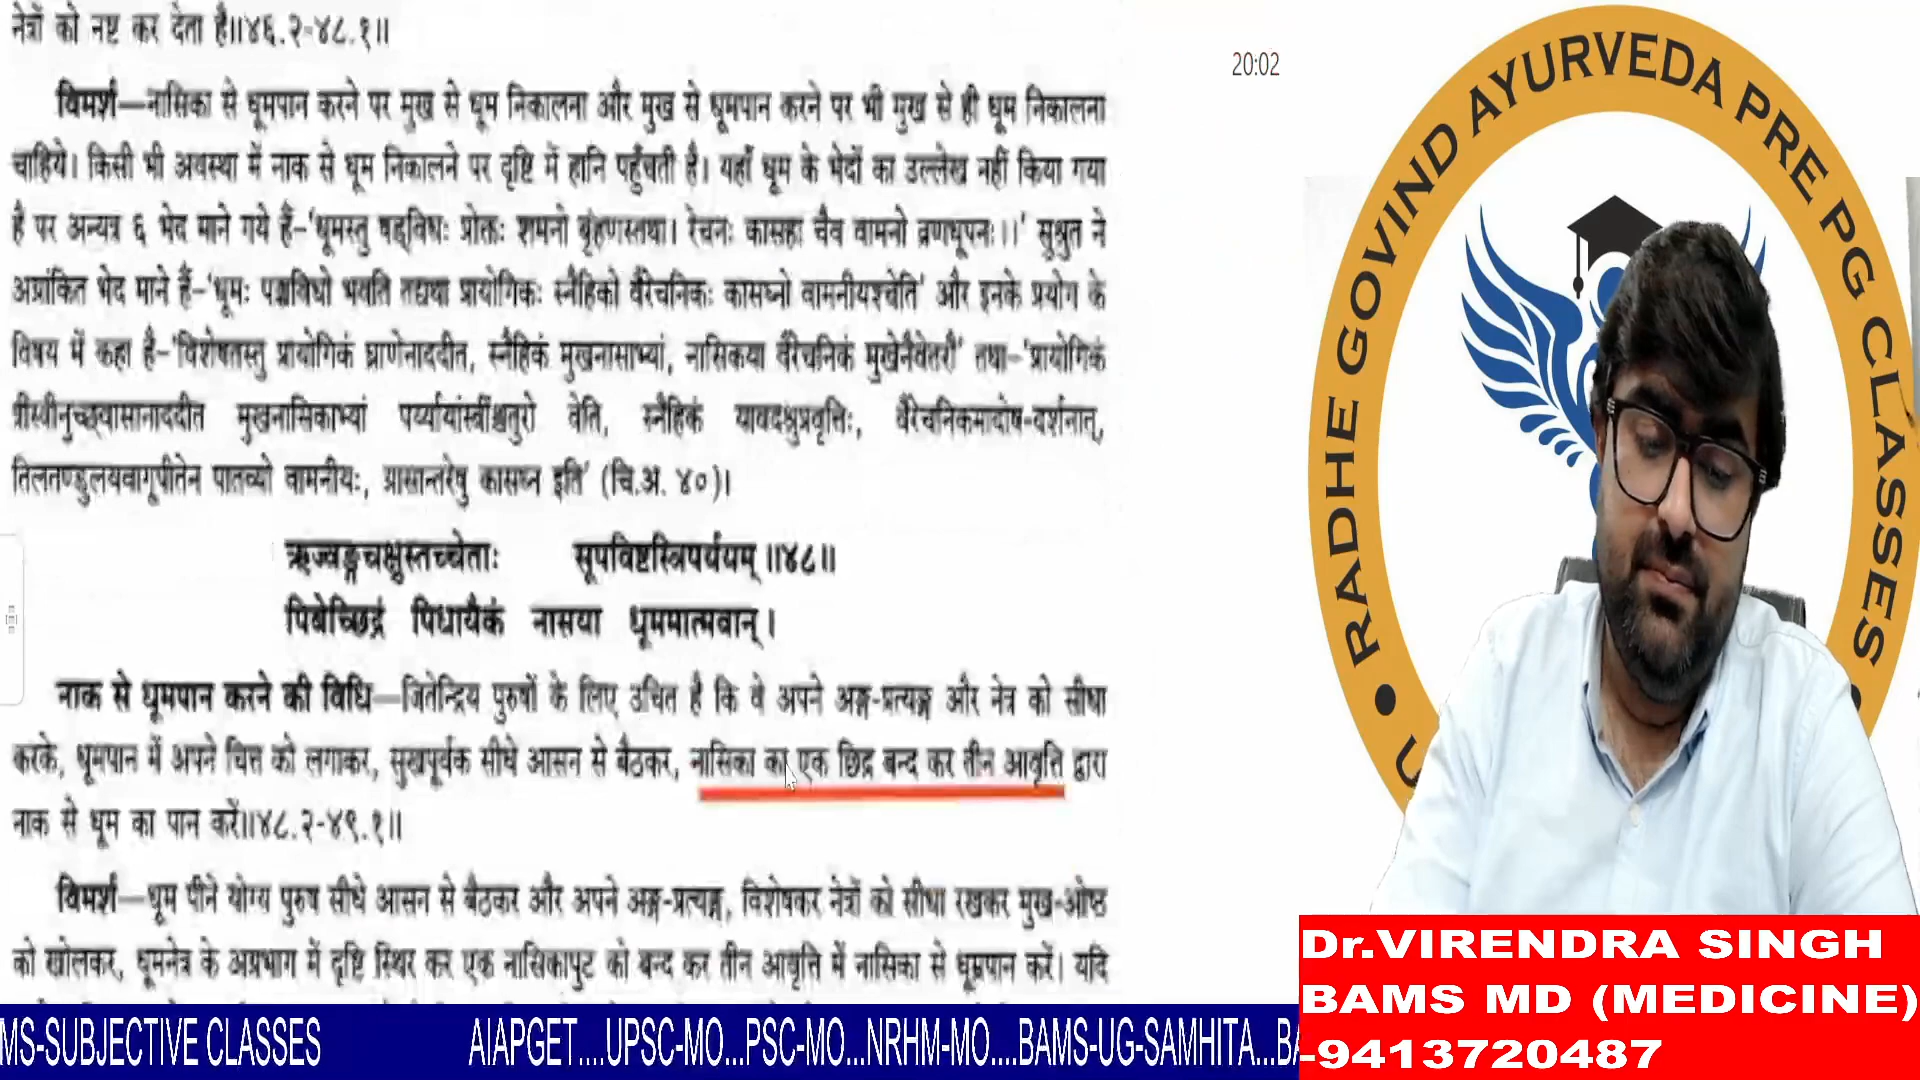 नेत्रों को नष्ट कर देता है॥४६.२-४८.१॥
विमर्श—नासिका से धूमपान करने पर मुख से धूम निकालना और मुख से धूमपान करने पर भी मुख से ही धूम निकालना
चाहिये। किसी भी अवस्था में नाक से धूम निकालने पर दृष्टि में हानि पहुँचती है। यहाँ धूम के भेदों का उल्लेख नहीं किया गया
है पर अन्यत्र ६ भेद माने गये हैं-'धूमस्तु षड्विधः प्रोक्तः शमनो बृंहणस्तथा। रेचनः कासहा चैव वामनो व्रणधूपनः।।' सुश्रुत ने
अग्रांकित भेद माने हैं-'धूमः पञ्चविधो भवति तद्यथा प्रायोगिकः स्नैहिको वैरेचनिकः कासघ्नो वामनीयश्चेति' और इनके प्रयोग के
विषय में कहा है-'विशेषतस्तु प्रायोगिकं घ्राणेनाददीत, स्नैहिकं मुखनासाभ्यां, नासिकया वैरेचनिकं मुखेनैवेतरौ' तथा-'प्रायोगिकं
त्रींस्त्रीनुच्छ्वासानाददीत मुखनासिकाभ्यां पर्य्यायांस्त्रींश्चतुरो वेति, स्नैहिकं यावदश्रुप्रवृत्तिः, वैरेचनिकमादोष-दर्शनात्,
तिलतण्डुलयवागूपीतेन पातव्यो वामनीयः, ग्रासान्तरेषु कासघ्न इति' (चि.अ. ४०)।
ऋज्वङ्गचक्षुस्तच्चेताः सूपविष्टस्त्रिपर्ययम् ॥४८॥
पिबेच्छिद्रं पिधायैकं नासया धूममात्मवान् ।
नाक से धूमपान करने की विधि—जितेन्द्रिय पुरुषों के लिए उचित है कि वे अपने अङ्ग-प्रत्यङ्ग और नेत्र को सीधा
करके, धूमपान में अपने चित्त को लगाकर, सुखपूर्वक सीधे आसन से बैठकर, नासिका का एक छिद्र बन्द कर तीन आवृत्ति द्वारा
नाक से धूम का पान करें॥४८.२-४९.१॥
विमर्श—धूम पीने योग्य पुरुष सीधे आसन से बैठकर और अपने अङ्ग-प्रत्यङ्ग, विशेषकर नेत्रों को सीधा रखकर मुख-ओष्ठ
को खोलकर, धूमनेत्र के अग्रभाग में दृष्टि स्थिर कर एक नासिकापुट को बन्द कर तीन आवृत्ति में नासिका से धूम्रपान करें। यदि
20:02
RADHE GOVIND AYURVEDA PRE PG CLASSES
Dr.VIRENDRA SINGH
BAMS MD (MEDICINE)
-9413720487
MS-SUBJECTIVE CLASSES AIAPGET....UPSC-MO...PSC-MO...NRHM-MO....BAMS-UG-SAMHITA...BA